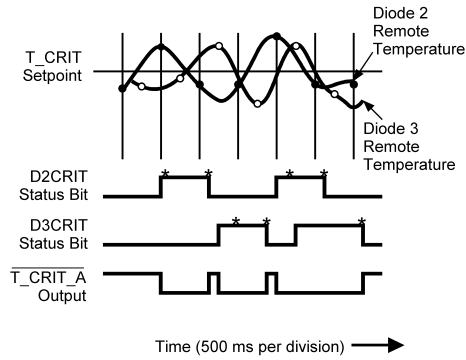 Diode 2
Remote
Temperature
T_CRIT
Setpoint
Diode 3
Remote
Temperature
D2CRIT
Status Bit
* * * *
D3CRIT
Status Bit
* * *
T_CRIT_A
Output
Time (500 ms per division)